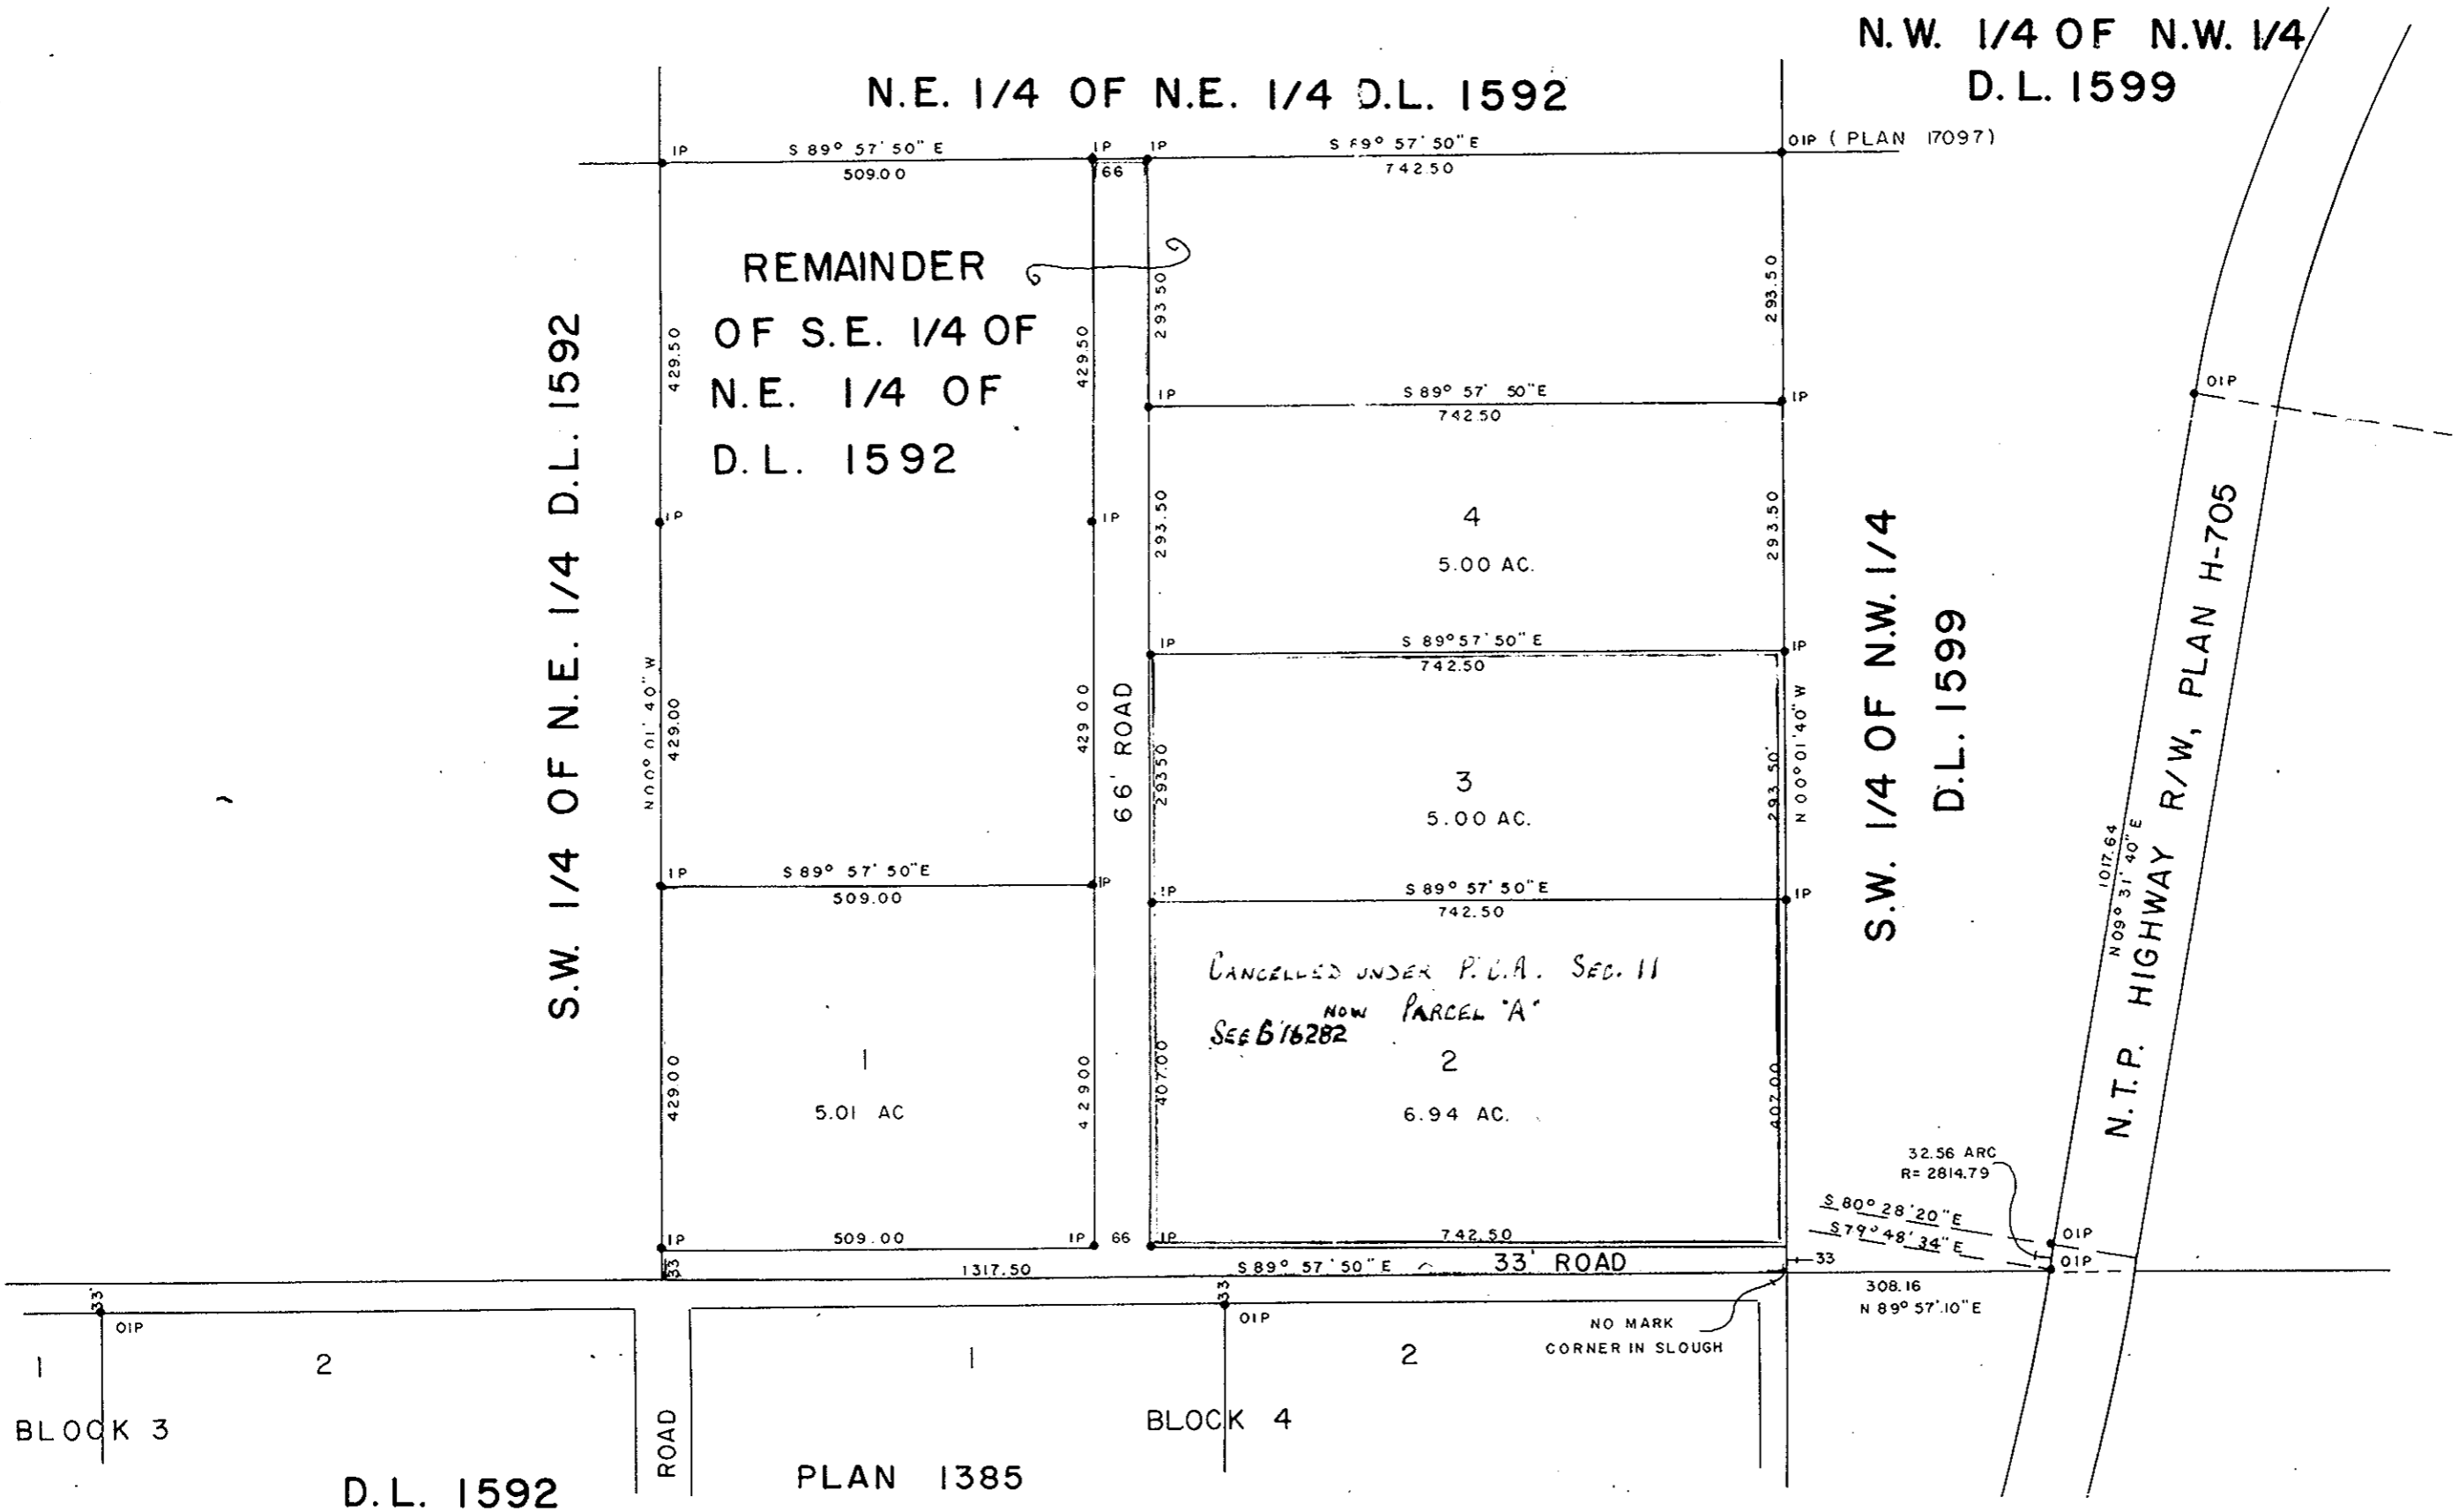 N.W. 1/4 OF N.W. 1/4
D.L. 1599
N.E. 1/4 OF N.E. 1/4 D.L. 1592
IP
S 89° 57' 50" E
509.00
IP
66
IP
S 89° 57' 50" E
742.50
OIP (PLAN 17097)
REMAINDER
OF S.E. 1/4 OF
N.E. 1/4 OF
D.L. 1592
429.50
429.50
293.50
293.50
S.W. 1/4 OF N.E. 1/4 D.L. 1592
IP
S 89° 57' 50" E
742.50
IP
OIP
IP
IP
293.50
4
5.00 AC.
293.50
S.W. 1/4 OF N.W. 1/4
D.L. 1599
N.T.P. HIGHWAY R/W, PLAN H-705
IP
S 89° 57' 50" E
742.50
IP
N 00° 01' 40" W
429.00
429.00
66' ROAD
293.50
3
5.00 AC.
293.50'
N 00° 01' 40" W
1017.64
N 09° 31' 40" E
IP
S 89° 57' 50" E
509.00
IP
IP
S 89° 57' 50" E
742.50
IP
CANCELLED UNDER P.C.A. SEC. 11
NOW PARCEL "A"
SEE B16282
429.00
1
5.01 AC
429.00
407.00
2
6.94 AC.
407.00
32.56 ARC
R= 2814.79
S 80° 28' 20" E
S 79° 48' 34" E
OIP
OIP
IP
509.00
IP
66
IP
742.50
33
1317.50
S 89° 57' 50" E
33' ROAD
33
308.16
N 89° 57' 10" E
33'
OIP
33
OIP
NO MARK
CORNER IN SLOUGH
1
2
1
2
BLOCK 3
ROAD
BLOCK 4
D.L. 1592
PLAN 1385